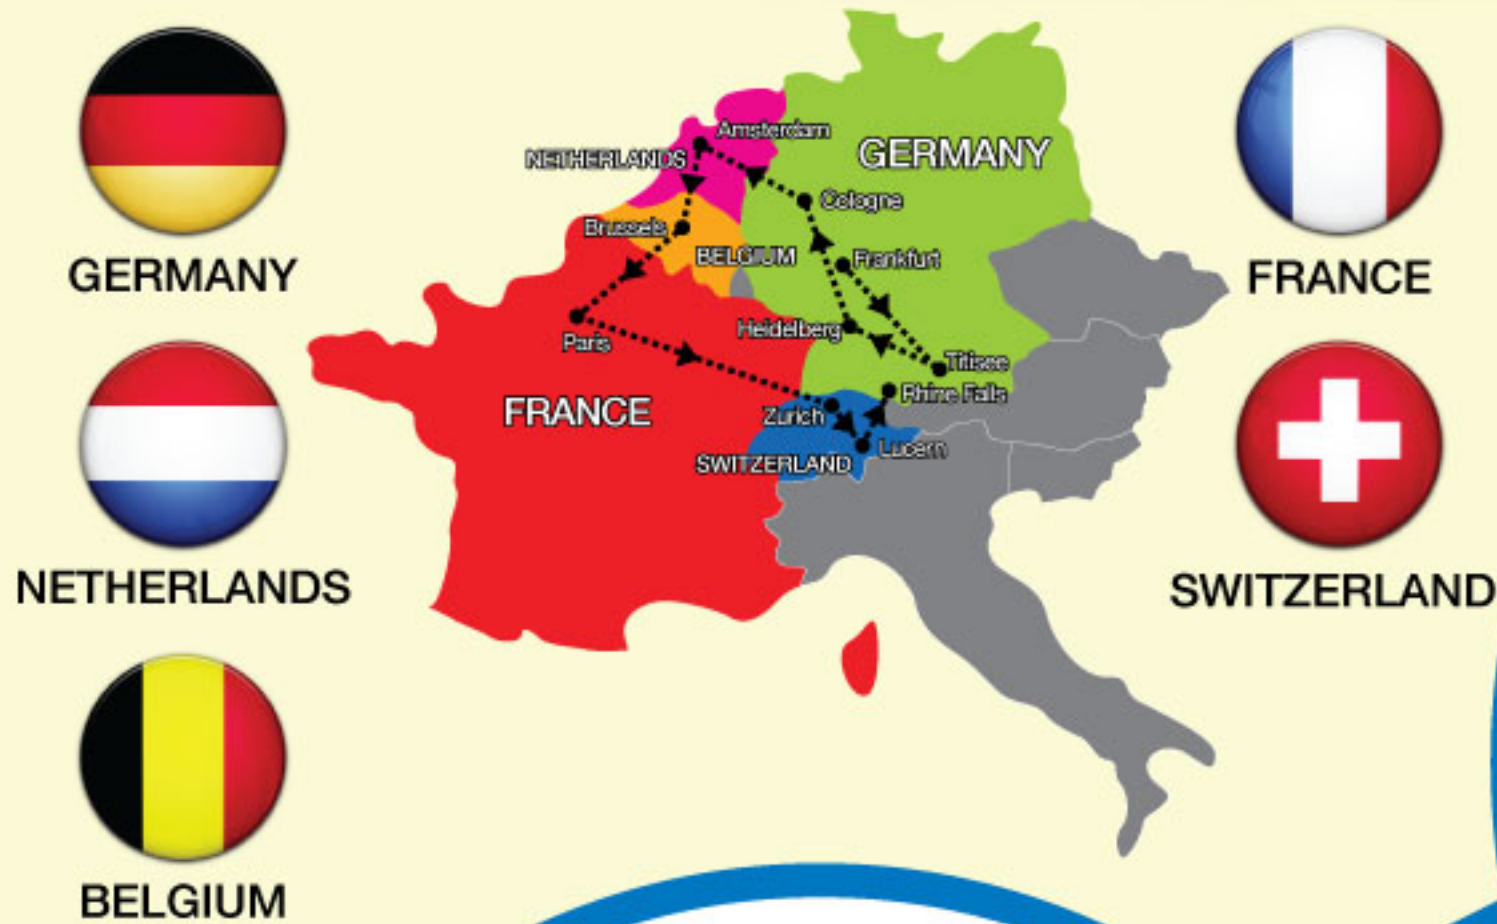 GERMANY
NETHERLANDS
BELGIUM
Amsterdam
NETHERLANDS
GERMANY
Cologne
Brussels
BELGIUM
Frankfurt
Heidelberg
Paris
Titisee
Rhine Falls
FRANCE
Zurich
Lucern
SWITZERLAND
FRANCE
SWITZERLAND